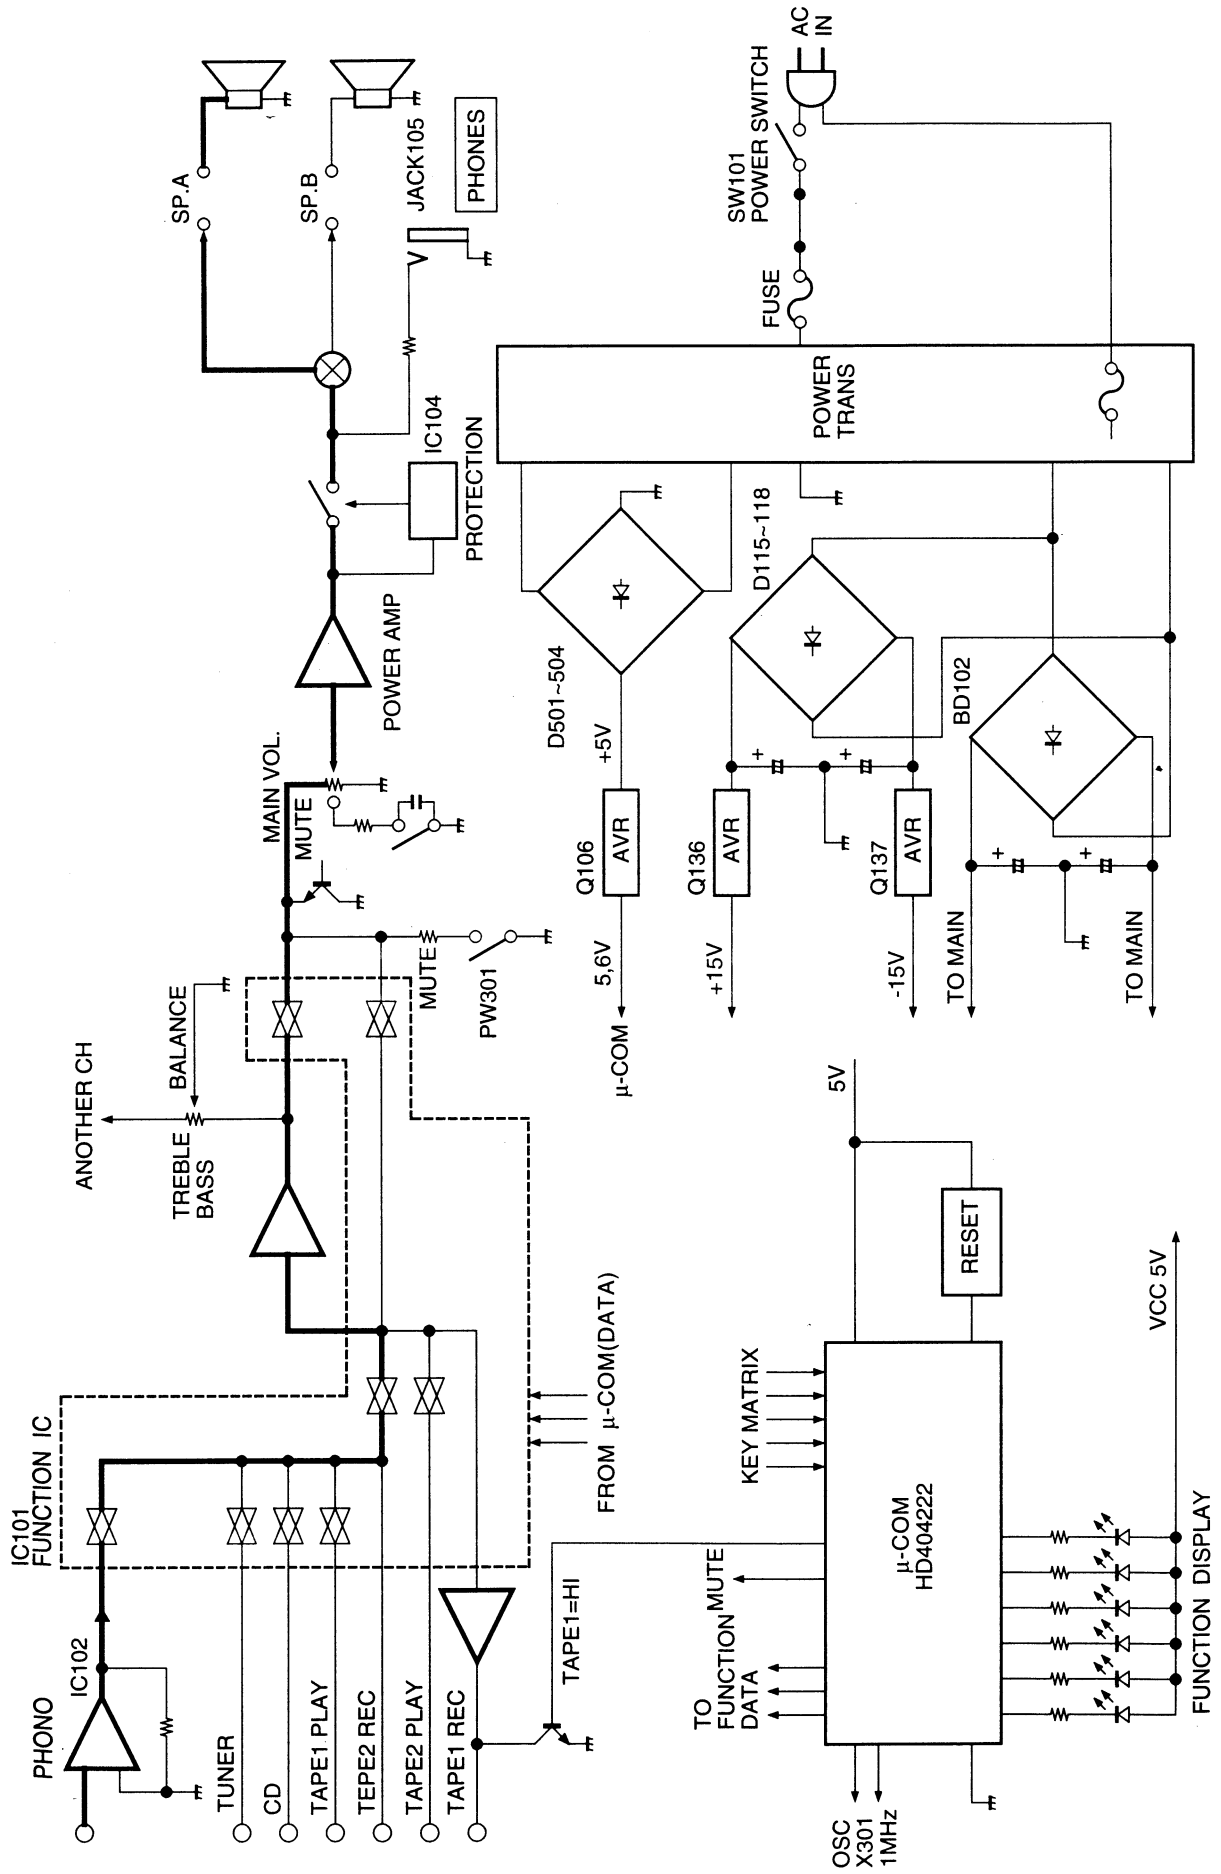 PHONO
IC102
IC101
FUNCTION IC
TUNER
CD
TAPE1 PLAY
TEPE2 REC
TAPE2 PLAY
TAPE1 REC
TAPE1=HI
FROM μ-COM(DATA)
ANOTHER CH
TREBLE
BASS
BALANCE
MUTE
PW301
MUTE
MAIN VOL.
POWER AMP
PROTECTION
IC104
SP.A
SP.B
JACK105
PHONES
OSC
X301
1MHz
TO
FUNCTION
DATA
MUTE
KEY MATRIX
μ-COM
HD404222
RESET
5V
VCC 5V
FUNCTION DISPLAY
μ-COM
5,6V
Q106
AVR
+5V
D501~504
+15V
Q136
AVR
+
+
D115~118
-15V
Q137
AVR
TO MAIN
TO MAIN
+
+
BD102
POWER
TRANS
FUSE
SW101
POWER SWITCH
AC
IN